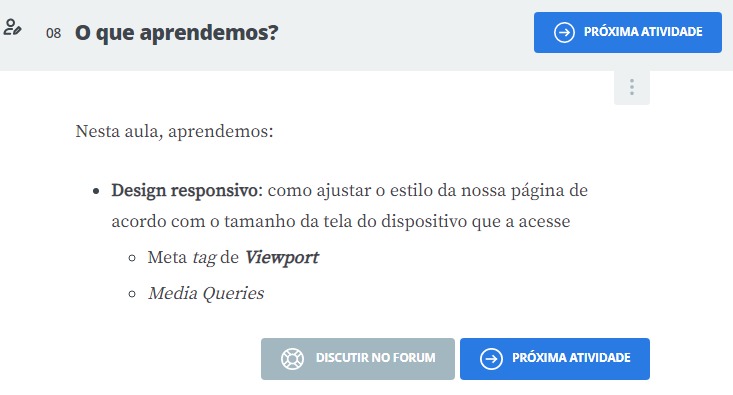 08 O que aprendemos?
PRÓXIMA ATIVIDADE
Nesta aula, aprendemos:
Design responsivo: como ajustar o estilo da nossa página de
acordo com o tamanho da tela do dispositivo que a acesse
Meta tag de Viewport
Media Queries
DISCUTIR NO FORUM
PRÓXIMA ATIVIDADE